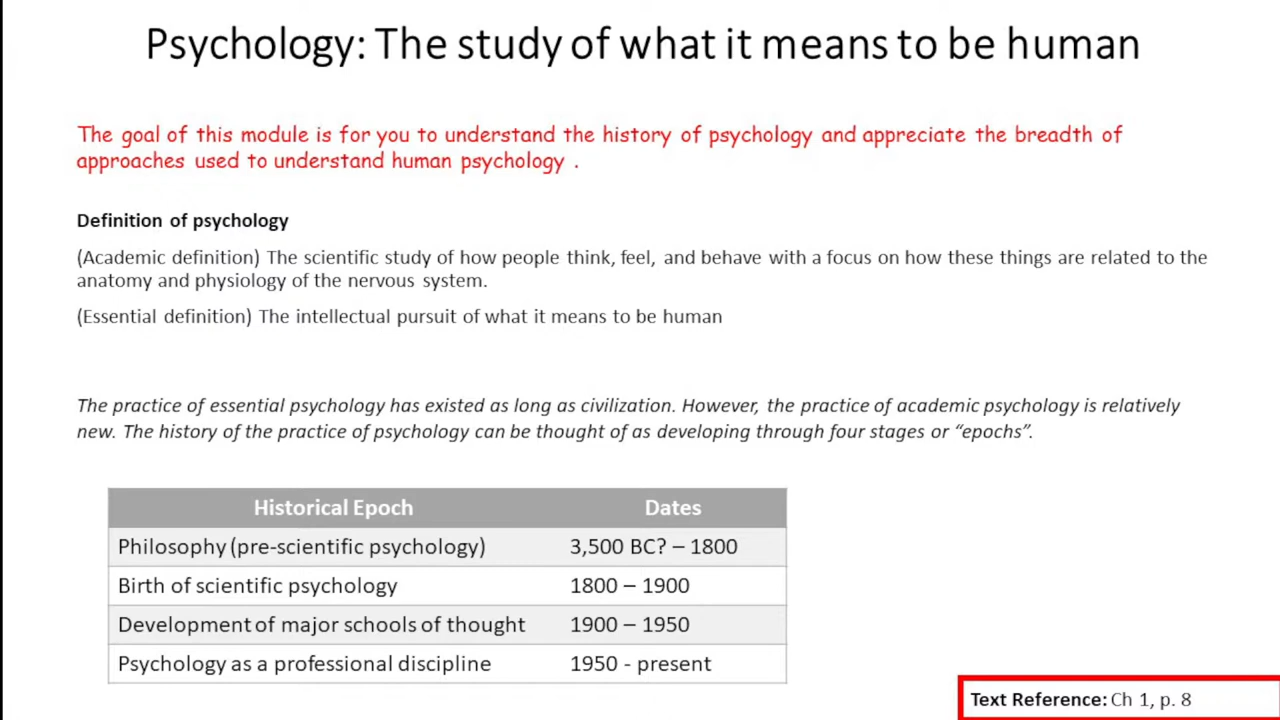 Psychology: The study of what it means to be human
The goal of this module is for you to understand the history of psychology and appreciate the breadth of
approaches used to understand human psychology .
Definition of psychology
(Academic definition) The scientific study of how people think, feel, and behave with a focus on how these things are related to the
anatomy and physiology of the nervous system.
(Essential definition) The intellectual pursuit of what it means to be human
The practice of essential psychology has existed as long as civilization. However, the practice of academic psychology is relatively
new. The history of the practice of psychology can be thought of as developing through four stages or “epochs”.
Historical Epoch Dates
Philosophy (pre-scientific psychology) 3,500 BC? – 1800
Birth of scientific psychology 1800 – 1900
Development of major schools of thought 1900 – 1950
Psychology as a professional discipline 1950 - present
Text Reference: Ch 1, p. 8